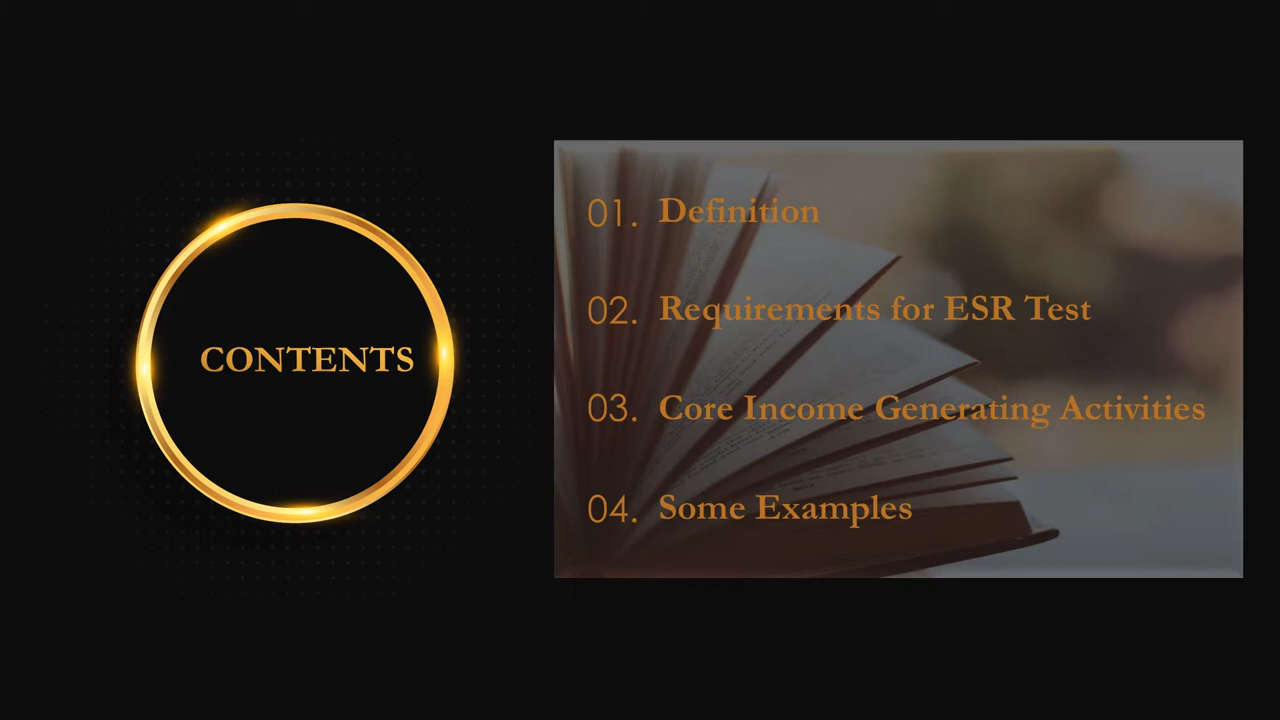 CONTENTS
01. Definition
02. Requirements for ESR Test
03. Core Income Generating Activities
04. Some Examples